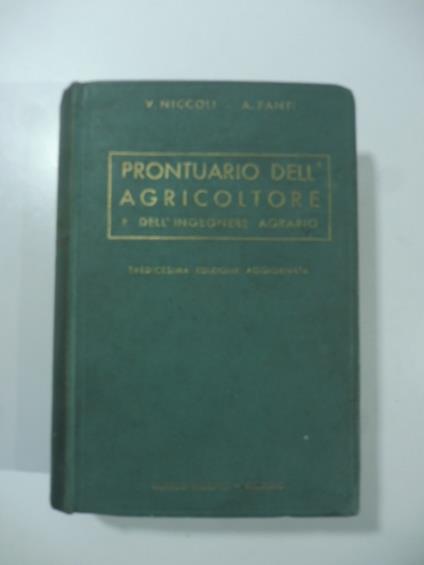 V. NICCOLI - A. FANTI
PRONTUARIO DELL'
AGRICOLTORE
E DELL'INGEGNERE AGRARIO
TREDICESIMA EDIZIONE AGGIORNATA